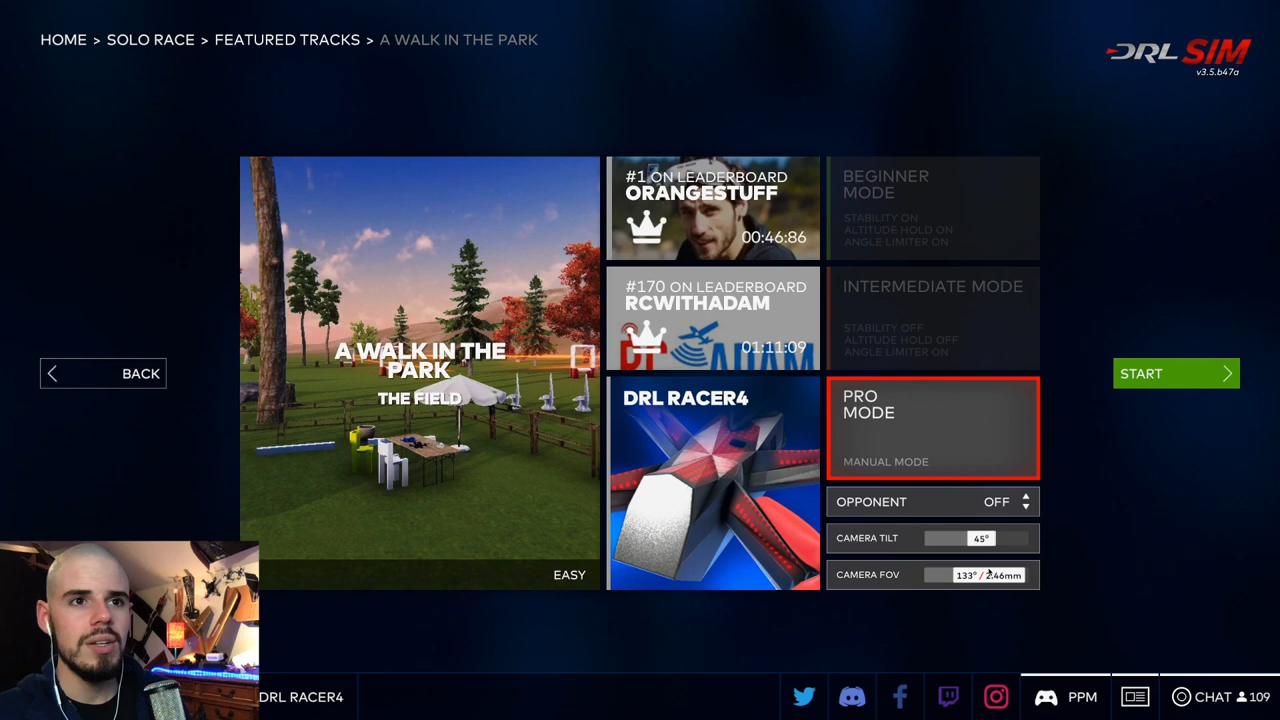 HOME > SOLO RACE > FEATURED TRACKS > A WALK IN THE PARK
DRL SIM
v3.5.b47a
#1 ON LEADERBOARD
ORANGESTUFF
00:46:86
BEGINNER
MODE
STABILITY ON
ALTITUDE HOLD ON
ANGLE LIMITER ON
#170 ON LEADERBOARD
RCWITHADAM
01:11:09
INTERMEDIATE MODE
STABILITY OFF
ALTITUDE HOLD OFF
ANGLE LIMITER ON
A WALK IN THE
PARK
THE FIELD
EASY
BACK
START
DRL RACER4
PRO
MODE
MANUAL MODE
OPPONENT OFF
CAMERA TILT 45°
CAMERA FOV 133° / 2.46mm
DRL RACER4
PPM
CHAT 109